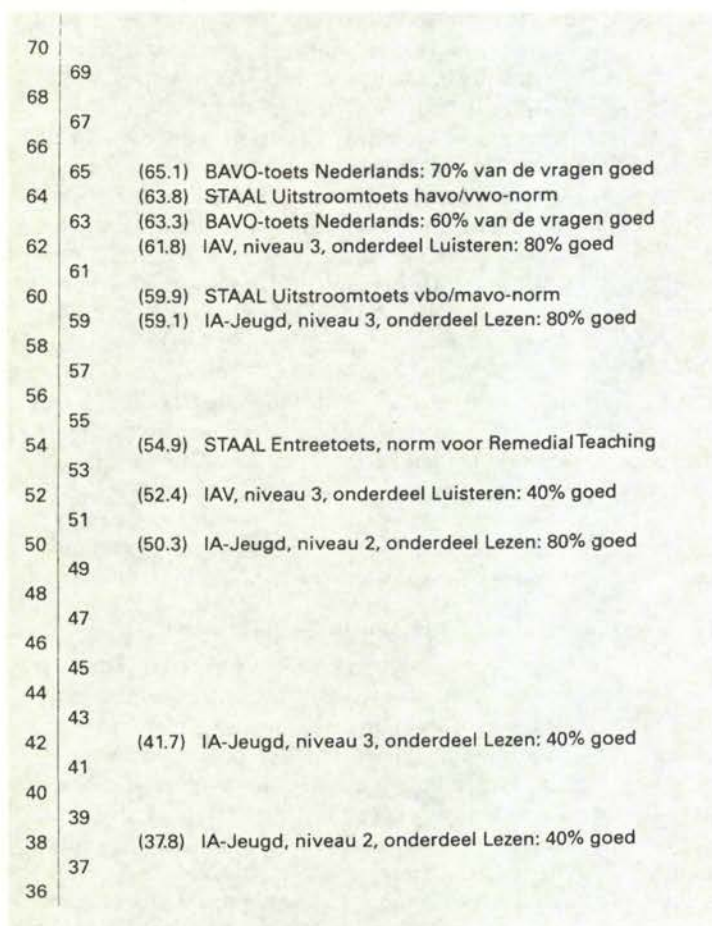 70
69
68
67
66
65 (65.1) BAVO-toets Nederlands: 70% van de vragen goed
64 (63.8) STAAL Uitstroomtoets havo/vwo-norm
63 (63.3) BAVO-toets Nederlands: 60% van de vragen goed
62 (61.8) IAV, niveau 3, onderdeel Luisteren: 80% goed
61
60 (59.9) STAAL Uitstroomtoets vbo/mavo-norm
59 (59.1) IA-Jeugd, niveau 3, onderdeel Lezen: 80% goed
58
57
56
55
54 (54.9) STAAL Entreetoets, norm voor Remedial Teaching
53
52 (52.4) IAV, niveau 3, onderdeel Luisteren: 40% goed
51
50 (50.3) IA-Jeugd, niveau 2, onderdeel Lezen: 80% goed
49
48
47
46
45
44
43
42 (41.7) IA-Jeugd, niveau 3, onderdeel Lezen: 40% goed
41
40
39
38 (37.8) IA-Jeugd, niveau 2, onderdeel Lezen: 40% goed
37
36